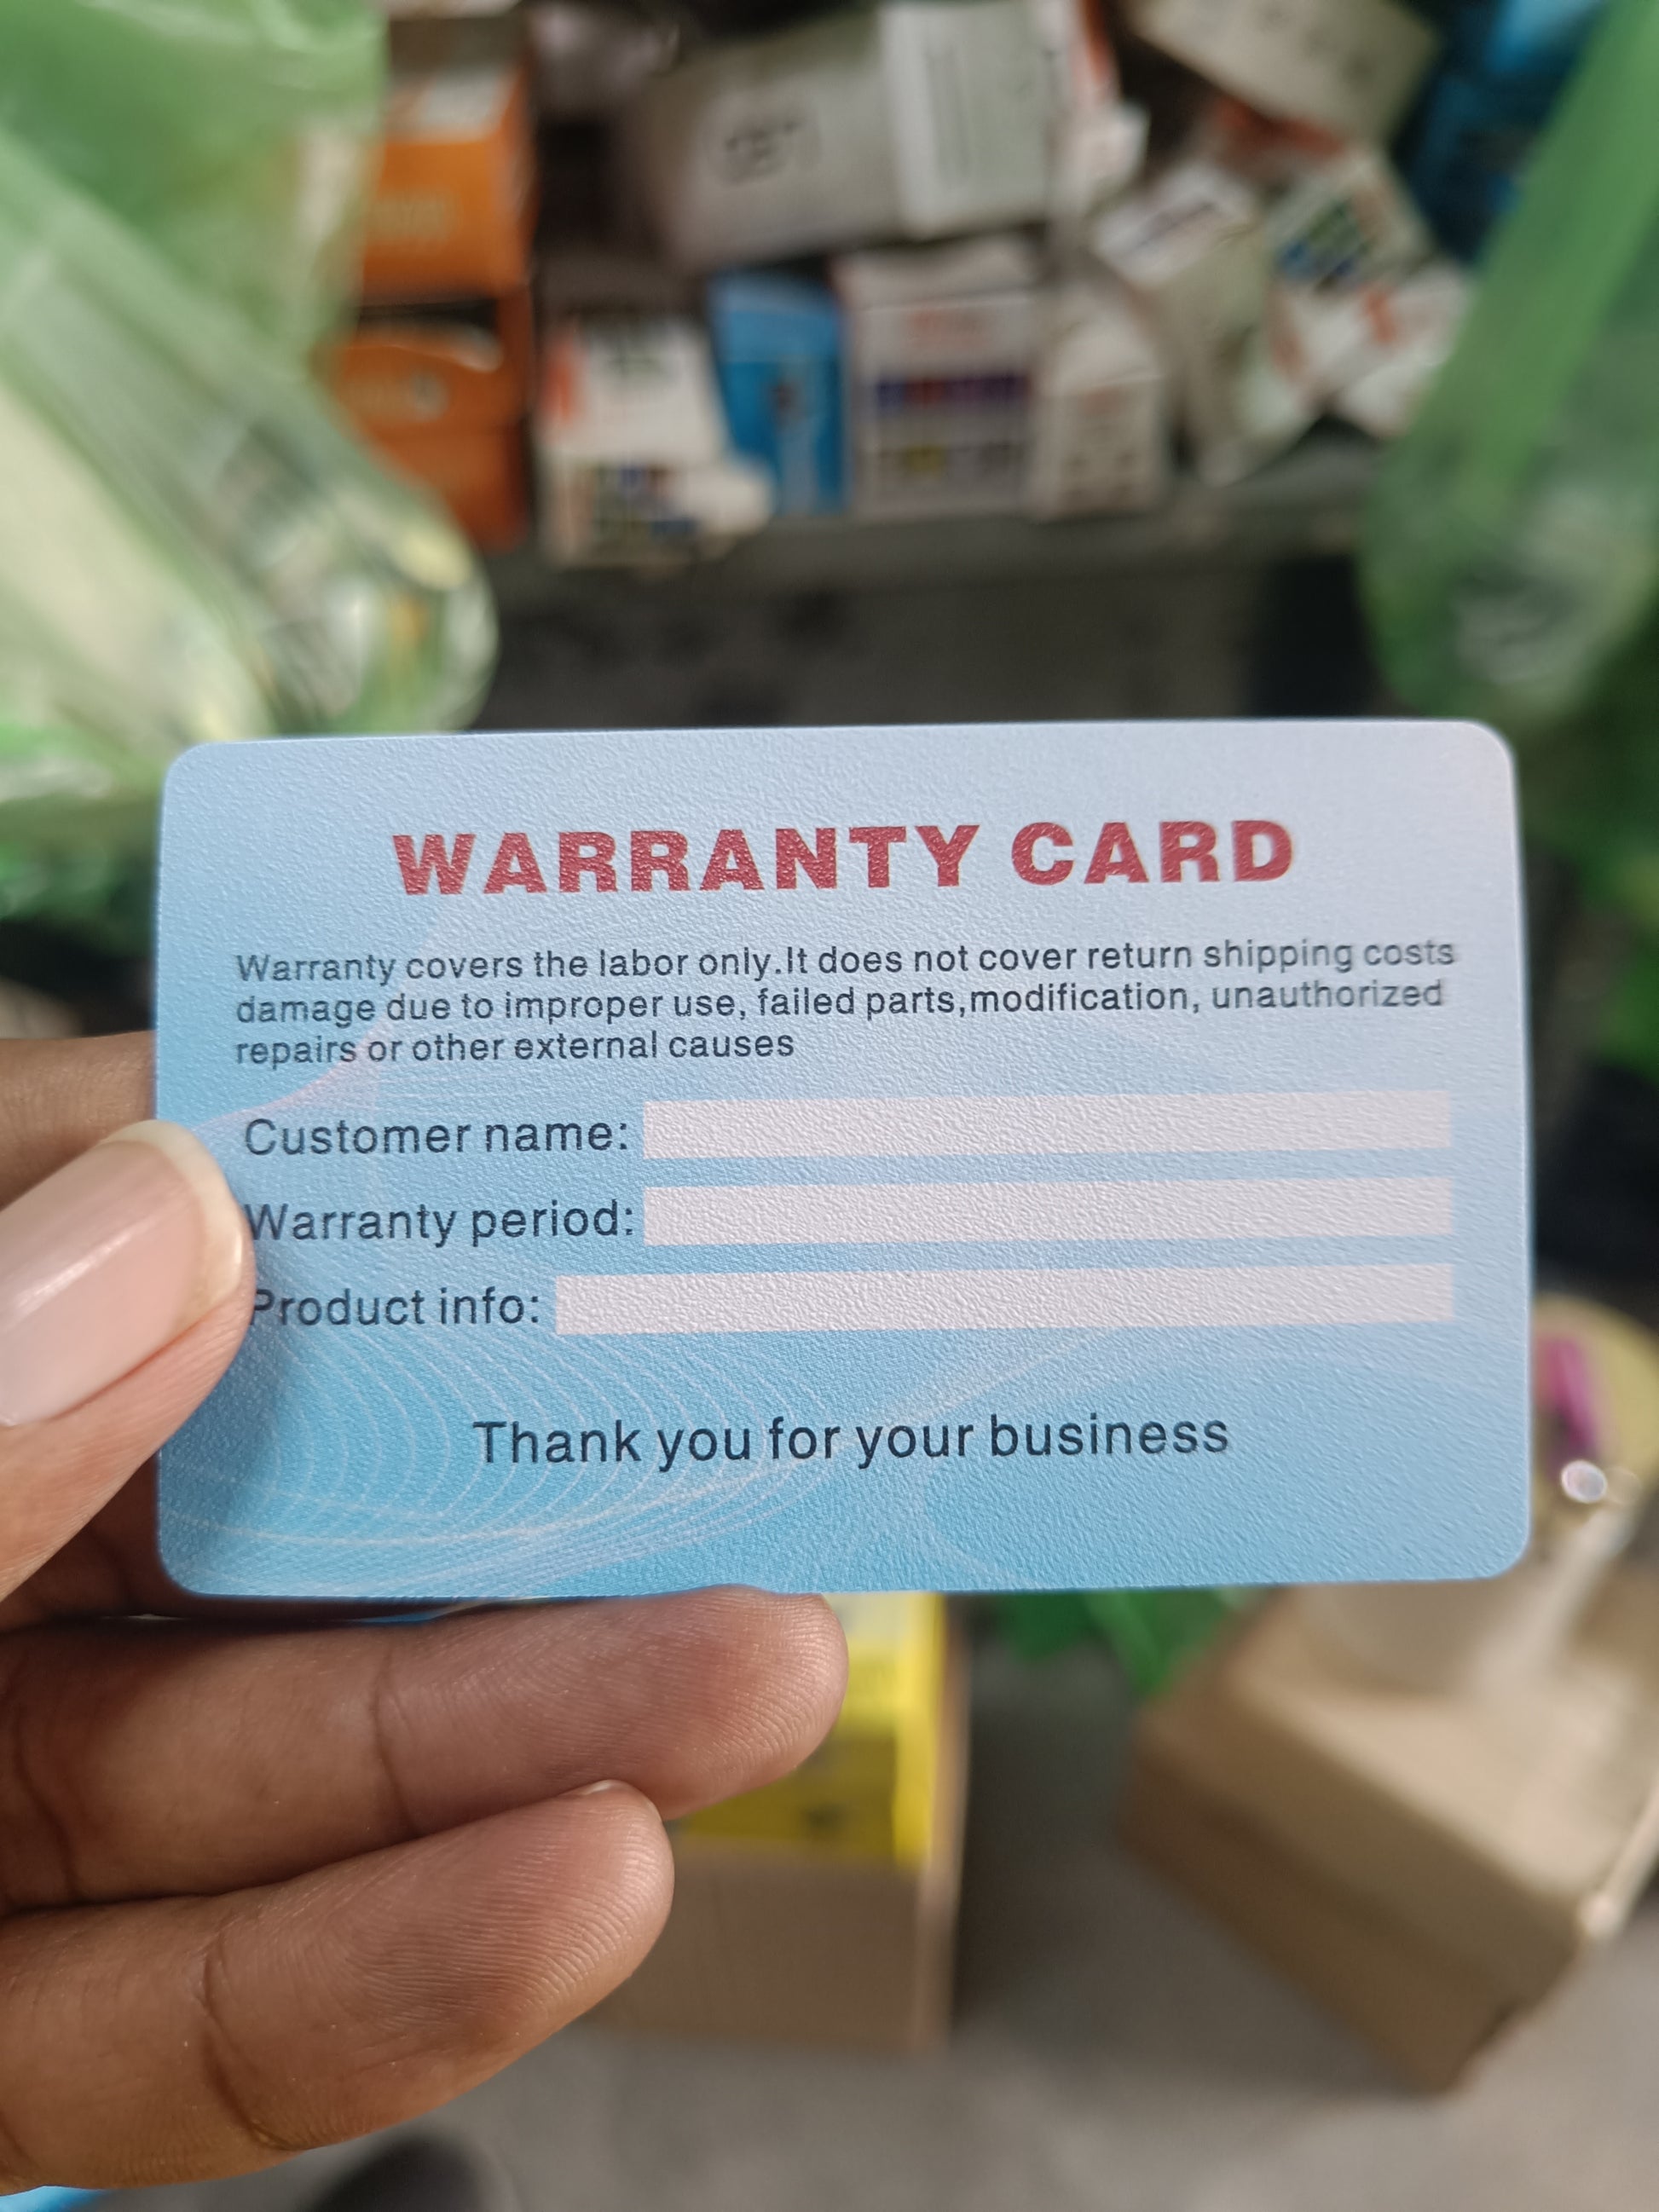 WARRANTY CARD
Warranty covers the labor only.It does not cover return shipping costs
damage due to improper use, failed parts,modification, unauthorized
repairs or other external causes
Customer name:
Warranty period:
Product info:
Thank you for your business